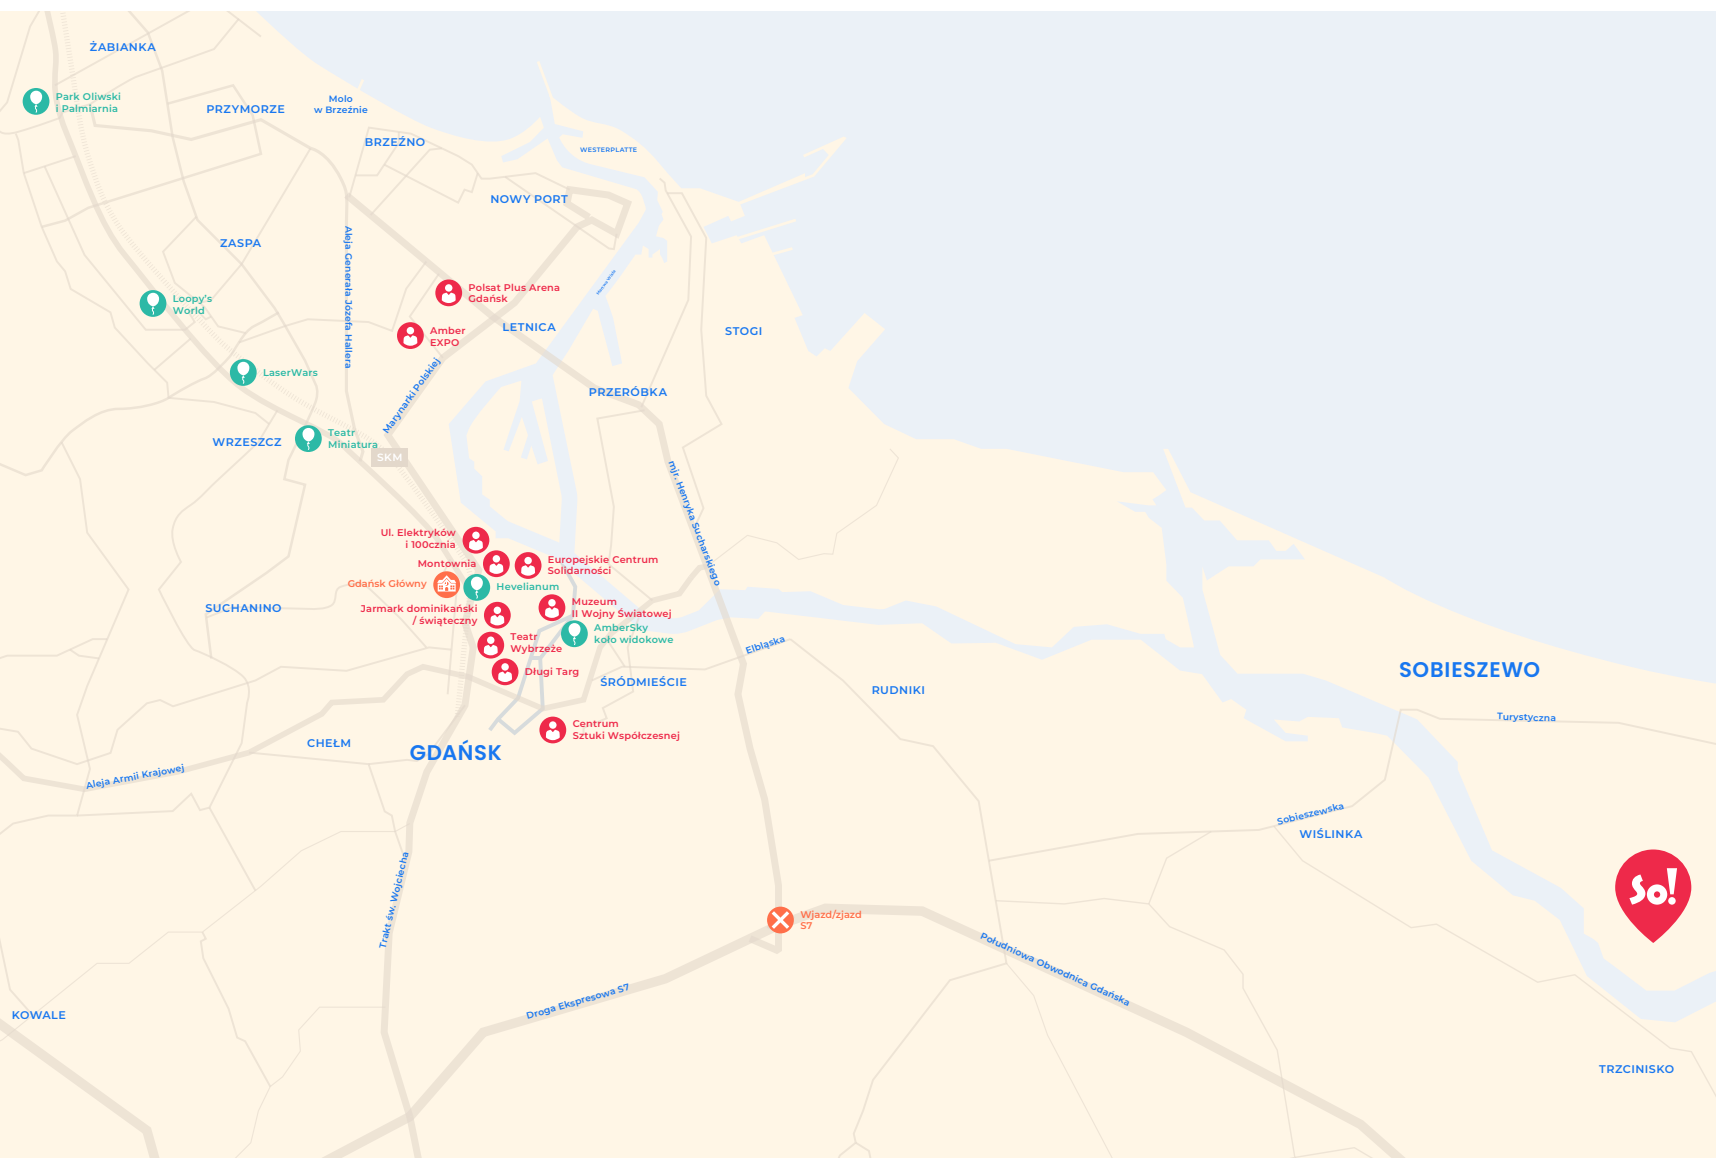 ŻABIANKA
Park Oliwski
i Palmiarnia
PRZYMORZE
Molo
w Brzeźnie
BRZEŹNO
WESTERPLATTE
NOWY PORT
ZASPA
Aleja Generała Józefa Hallera
Polsat Plus Arena
Gdańsk
Loopy's
World
Amber
EXPO
LETNICA
STOGI
LaserWars
Marynarki Polskiej
PRZERÓBKA
WRZESZCZ
Teatr
Miniatura
SKM
mjr. Henryka Sucharskiego
Ul. Elektryków
i 100cznia
Montownia
Europejskie Centrum
Solidarności
Gdańsk Główny
Hevelianum
SUCHANINO
Jarmark dominikański
/ świąteczny
Muzeum
II Wojny Światowej
AmberSky
koło widokowe
Teatr
Wybrzeże
Elbląska
Długi Targ
ŚRÓDMIEŚCIE
RUDNIKI
SOBIESZEWO
Turystyczna
Centrum
Sztuki Współczesnej
CHEŁM
GDAŃSK
Aleja Armii Krajowej
Sobieszewska
WIŚLINKA
Trakt św. Wojciecha
So!
Wjazd/zjazd
S7
Południowa Obwodnica Gdańska
Droga Ekspresowa S7
KOWALE
TRZCINISKO